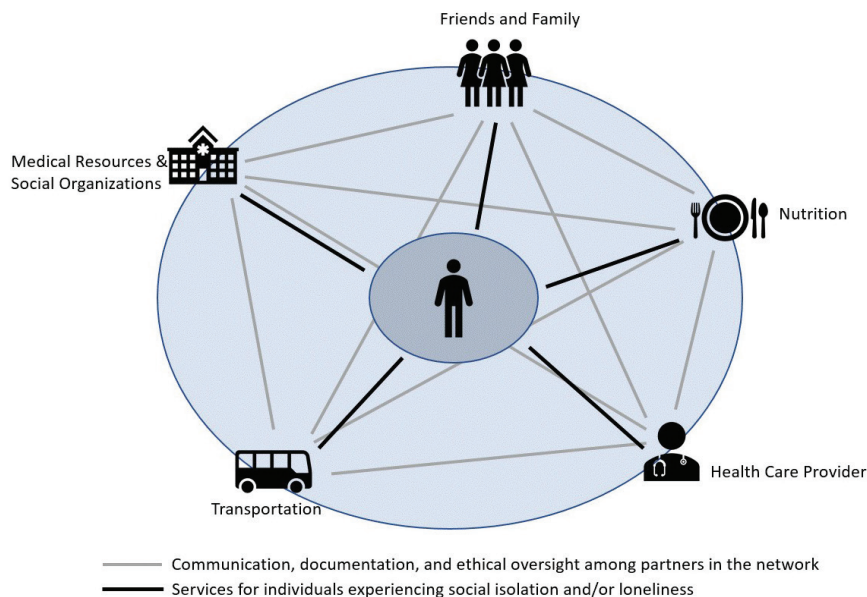 Friends and Family
Medical Resources &
Social Organizations
Nutrition
Health Care Provider
Transportation
Communication, documentation, and ethical oversight among partners in the network
Services for individuals experiencing social isolation and/or loneliness